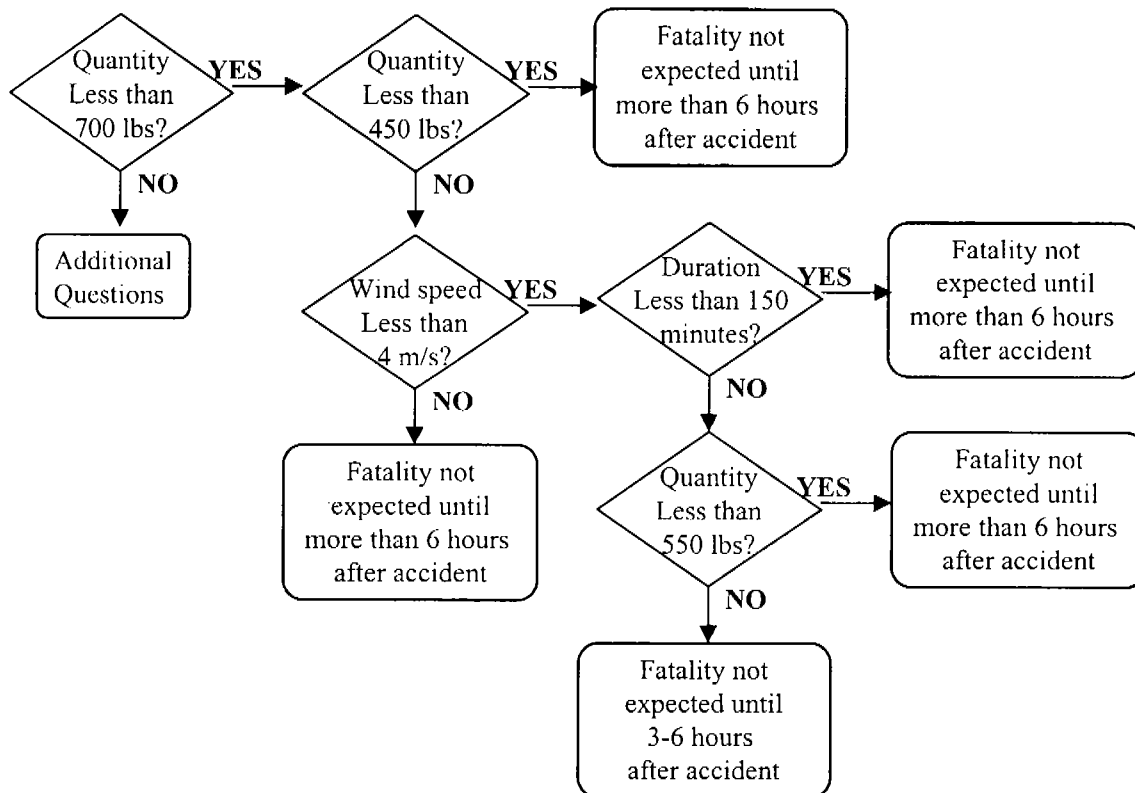 Quantity
Less than
700 lbs?
YES
Quantity
Less than
450 lbs?
YES
Fatality not
expected until
more than 6 hours
after accident
NO
NO
Additional
Questions
Wind speed
Less than
4 m/s?
YES
Duration
Less than 150
minutes?
YES
Fatality not
expected until
more than 6 hours
after accident
NO
NO
Fatality not
expected until
more than 6 hours
after accident
Quantity
Less than
550 lbs?
YES
Fatality not
expected until
more than 6 hours
after accident
NO
Fatality not
expected until
3-6 hours
after accident